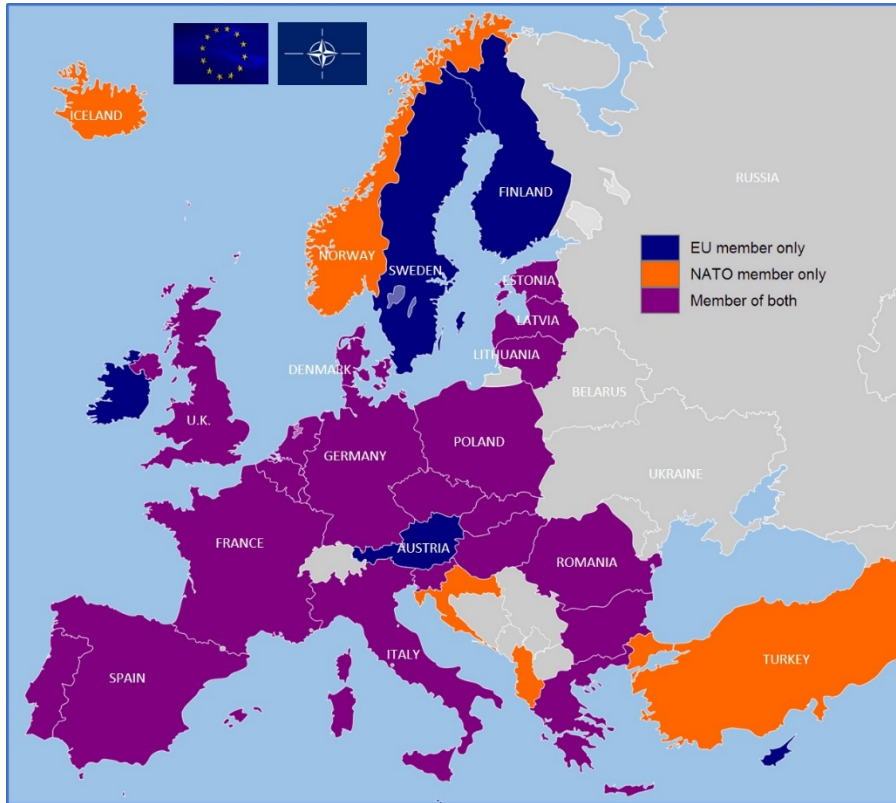 ICELAND
RUSSIA
FINLAND
NORWAY
EU member only
SWEDEN
NATO member only
ESTONIA
Member of both
LATVIA
LITHUANIA
DENMARK
BELARUS
U.K.
POLAND
GERMANY
UKRAINE
FRANCE
AUSTRIA
ROMANIA
ITALY
TURKEY
SPAIN